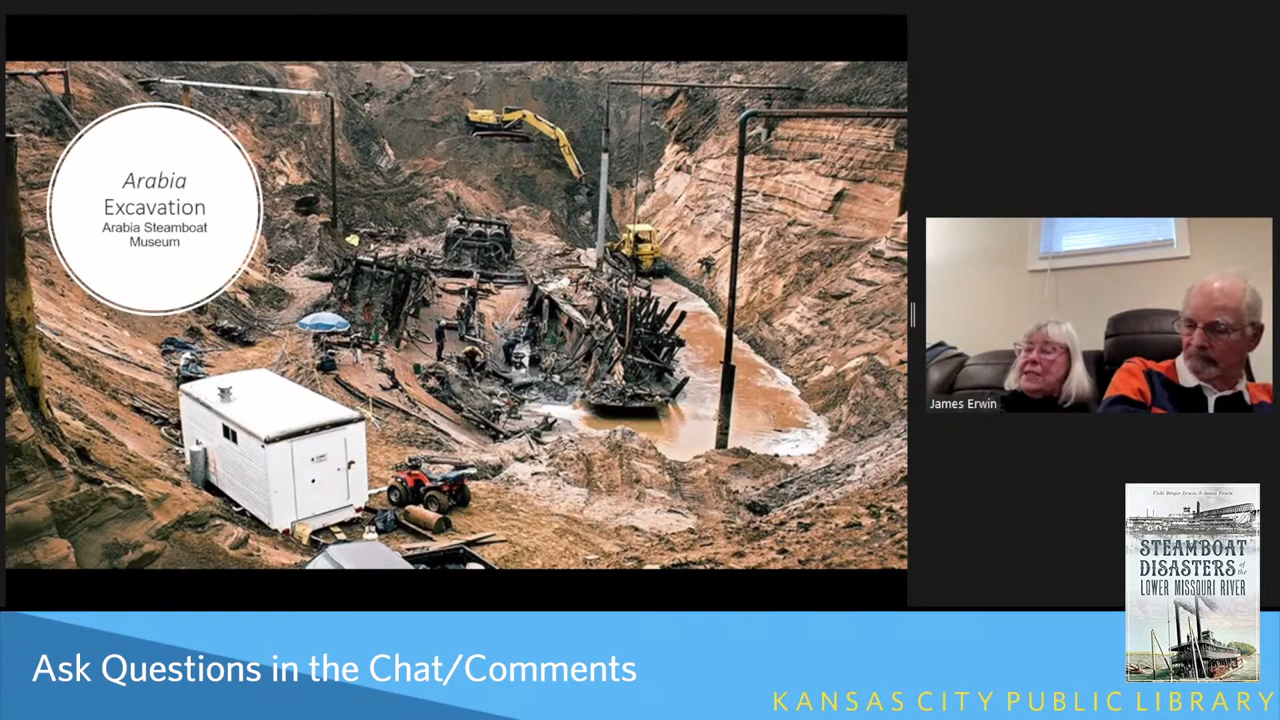 Arabia
Excavation
Arabia Steamboat
Museum
James Erwin
Vicki Berger Erwin & James Erwin
STEAMBOAT
DISASTERS of the
LOWER MISSOURI RIVER
Ask Questions in the Chat/Comments
KANSAS CITY PUBLIC LIBRARY